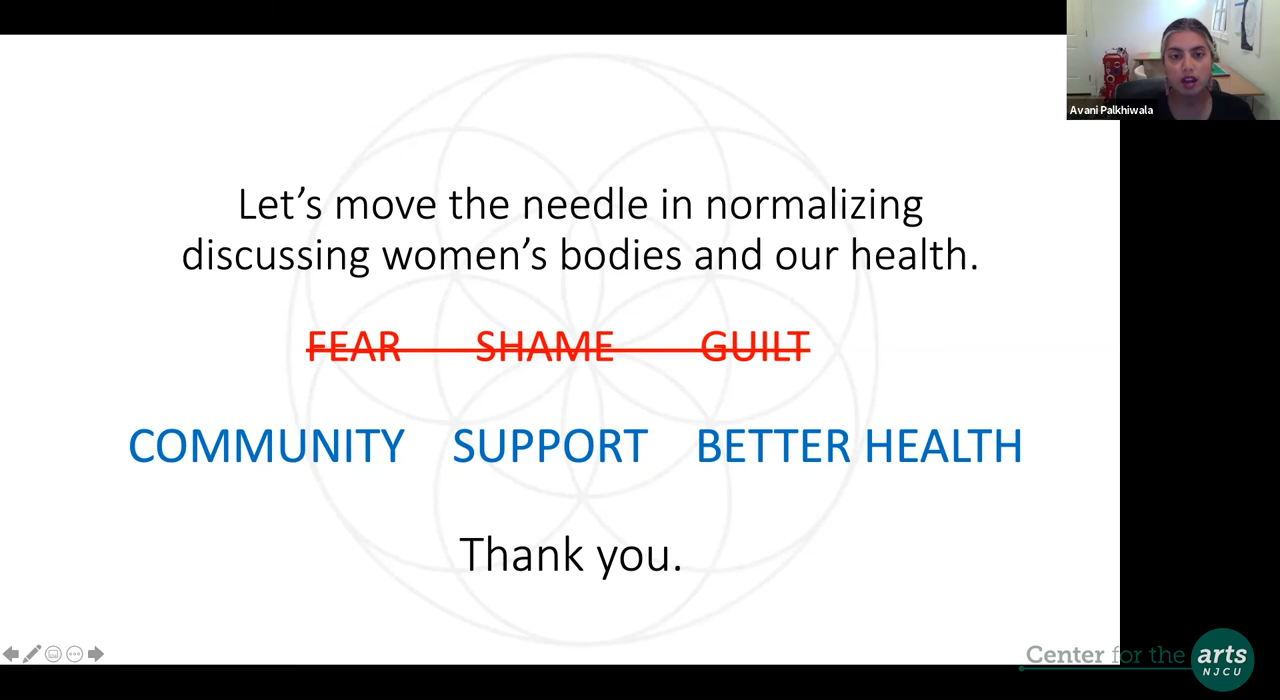 Avani Palkhiwala
Let’s move the needle in normalizing
discussing women’s bodies and our health.
FEAR SHAME GUILT
COMMUNITY SUPPORT BETTER HEALTH
Thank you.
Center for the arts
NJCU